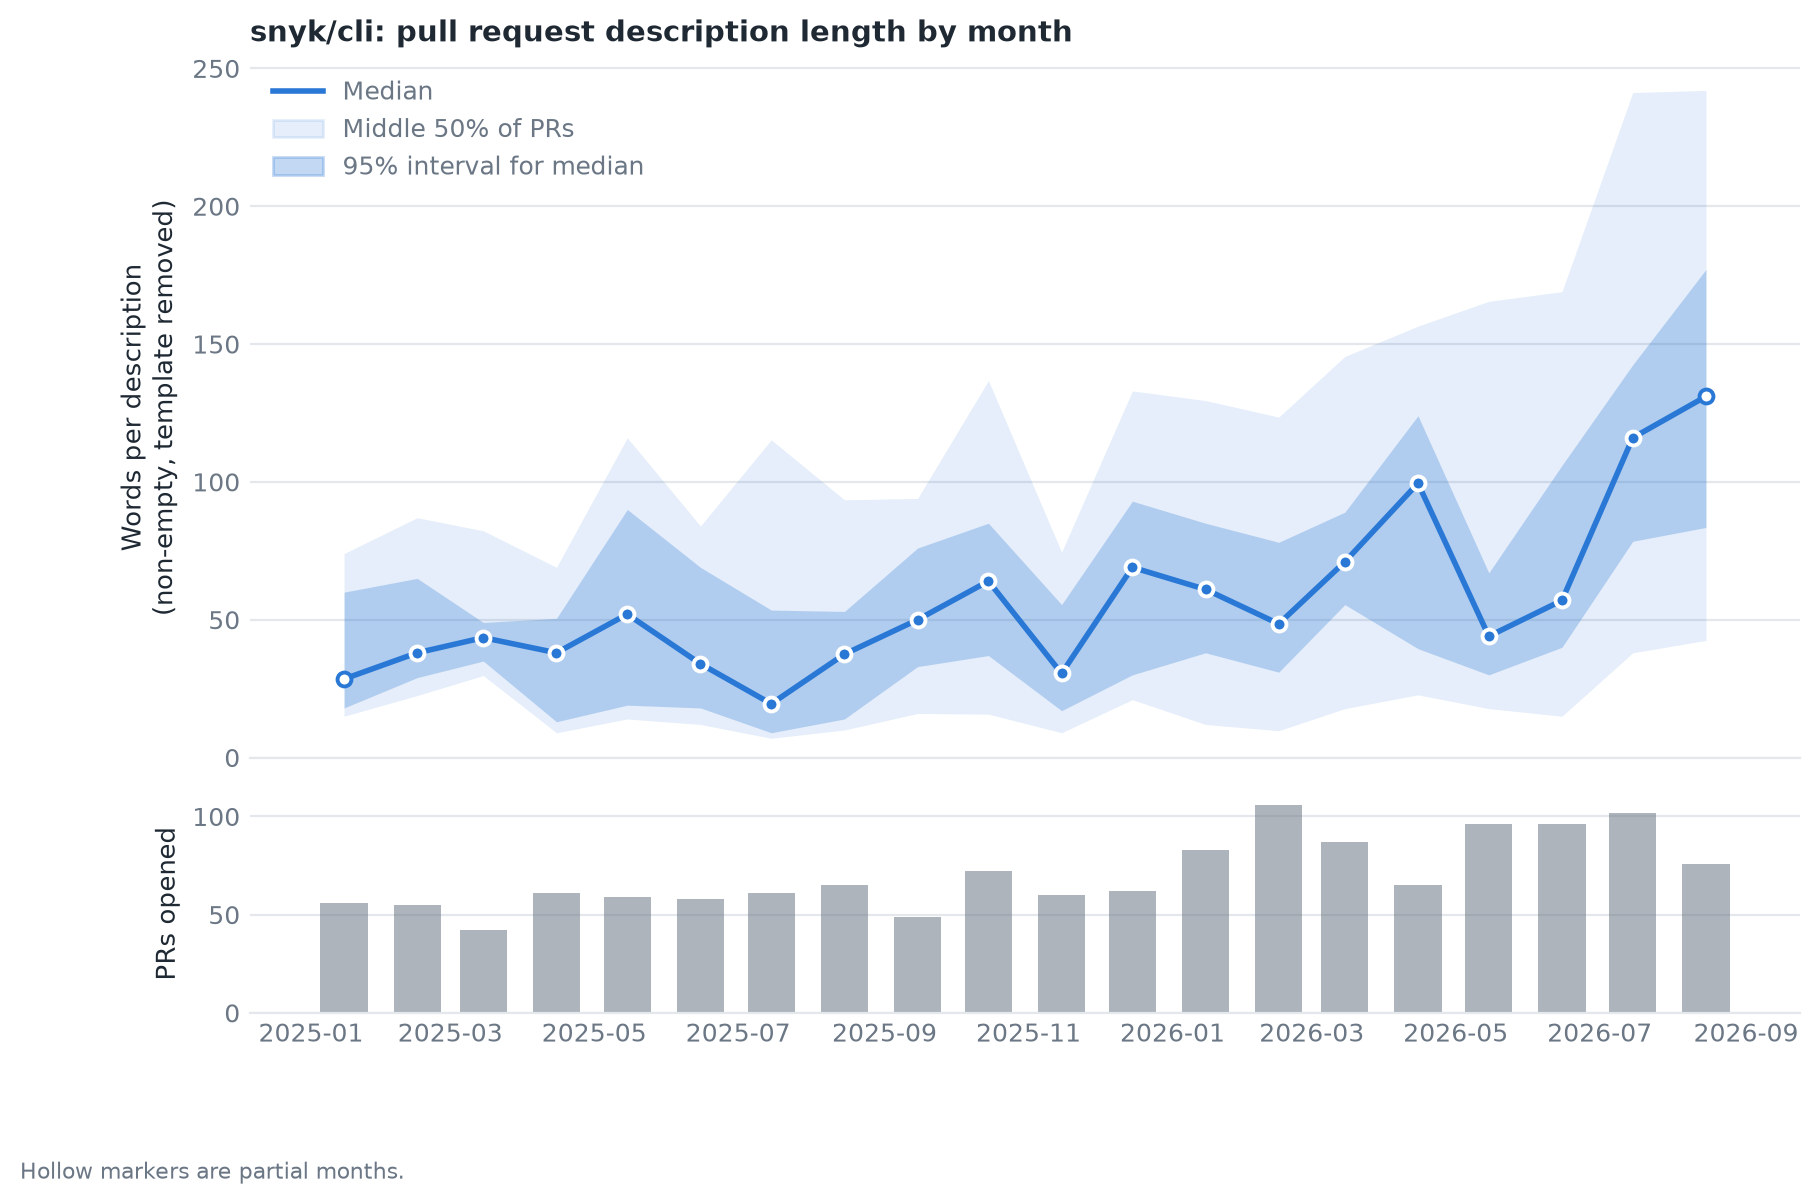 snyk/cli: pull request description length by month
250
200
150
100
50
0
Words per description
(non-empty, template removed)
Median
Middle 50% of PRs
95% interval for median
100
50
0
PRs opened
2025-01
2025-03
2025-05
2025-07
2025-09
2025-11
2026-01
2026-03
2026-05
2026-07
2026-09
Hollow markers are partial months.